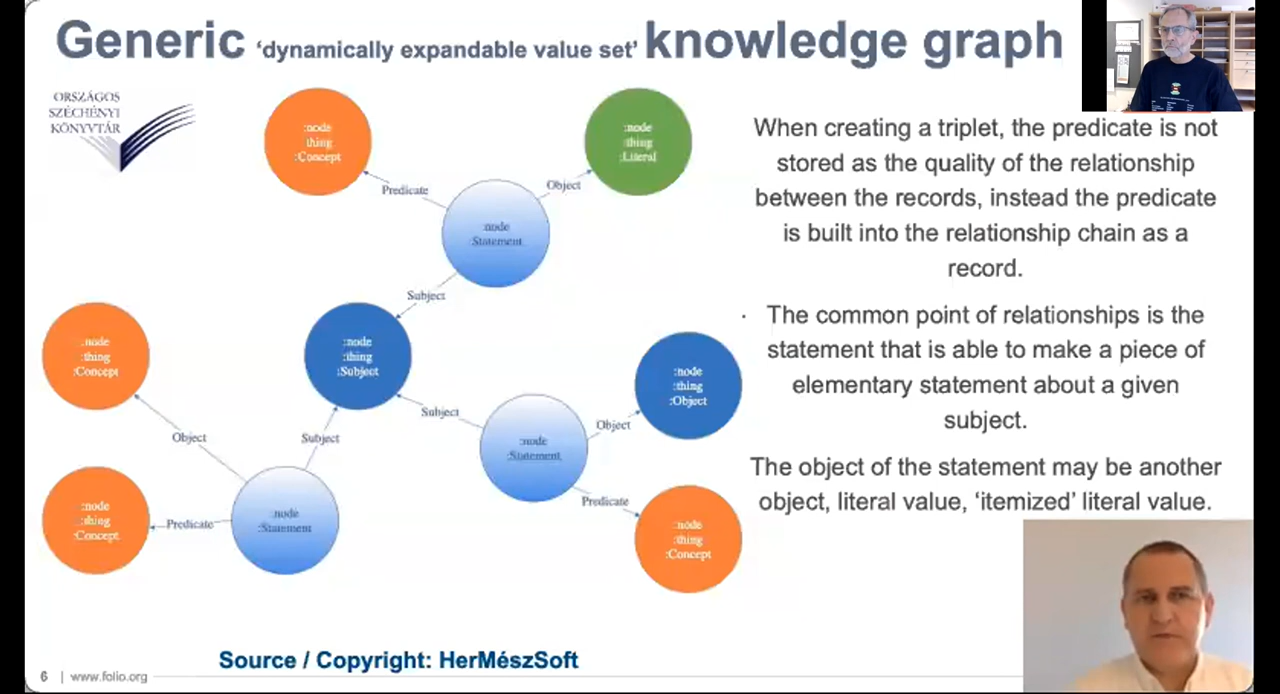 Generic 'dynamically expandable value set' knowledge graph
ORSZÁGOS
SZÉCHÉNYI
KÖNYVTÁR
:node
:thing
:Concept
:node
:thing
:Literal
Predicate
Object
:node
:Statement
Subject
:node
:thing
:Concept
:node
:thing
:Subject
:node
:thing
:Object
Object
Subject
Subject
Object
:node
:Statement
Predicate
:node
:thing
:Concept
Predicate
:node
:Statement
:node
:thing
:Concept
When creating a triplet, the predicate is not
stored as the quality of the relationship
between the records, instead the predicate
is built into the relationship chain as a
record.
· The common point of relationships is the
statement that is able to make a piece of
elementary statement about a given
subject.
The object of the statement may be another
object, literal value, 'itemized' literal value.
Source / Copyright: HerMészSoft
6 | www.folio.org